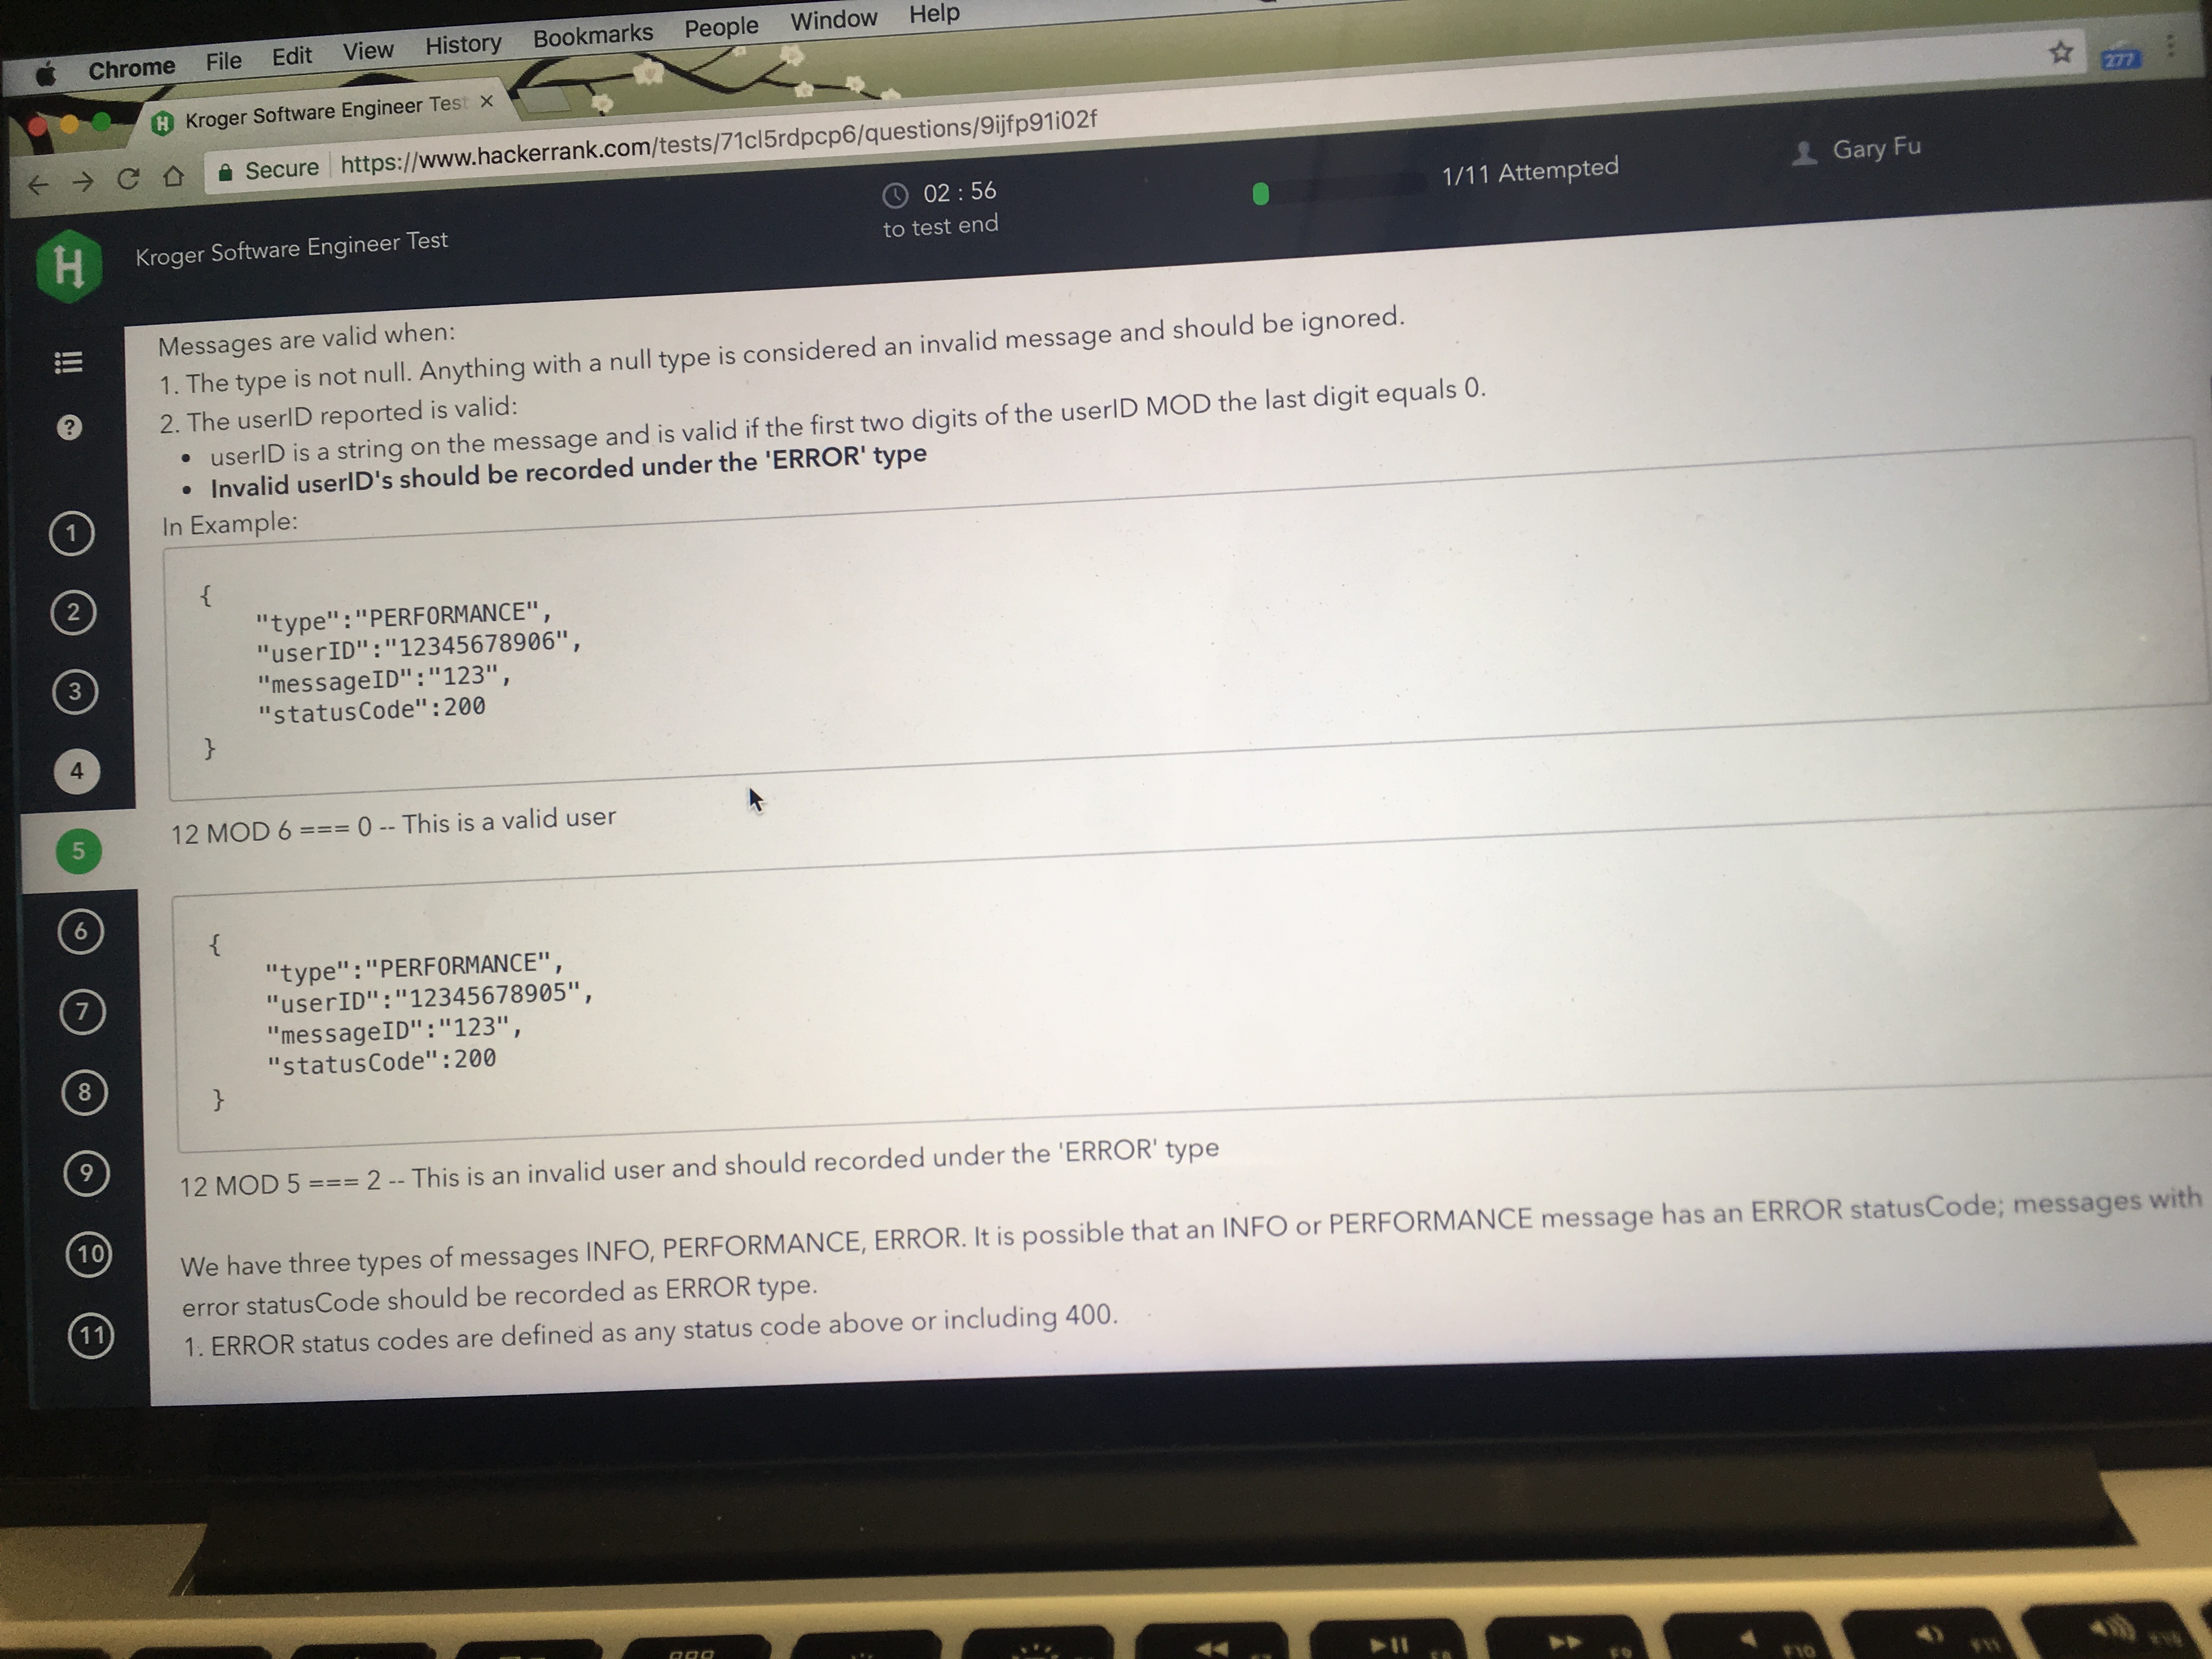 Chrome File Edit View History Bookmarks People Window Help
Kroger Software Engineer Test ×
Secure https://www.hackerrank.com/tests/71cl5rdpcp6/questions/9ijfp91i02f
277
Kroger Software Engineer Test
02 : 56
to test end
1/11 Attempted
Gary Fu
Messages are valid when:
1. The type is not null. Anything with a null type is considered an invalid message and should be ignored.
2. The userID reported is valid:
• userID is a string on the message and is valid if the first two digits of the userID MOD the last digit equals 0.
• Invalid userID's should be recorded under the 'ERROR' type
In Example:
{
"type":"PERFORMANCE",
"userID":"12345678906",
"messageID":"123",
"statusCode":200
}
12 MOD 6 === 0 -- This is a valid user
{
"type":"PERFORMANCE",
"userID":"12345678905",
"messageID":"123",
"statusCode":200
}
12 MOD 5 === 2 -- This is an invalid user and should recorded under the 'ERROR' type
We have three types of messages INFO, PERFORMANCE, ERROR. It is possible that an INFO or PERFORMANCE message has an ERROR statusCode; messages with
error statusCode should be recorded as ERROR type.
1. ERROR status codes are defined as any status code above or including 400.
?
1
2
3
4
5
6
7
8
9
10
11
F9
F10
F11